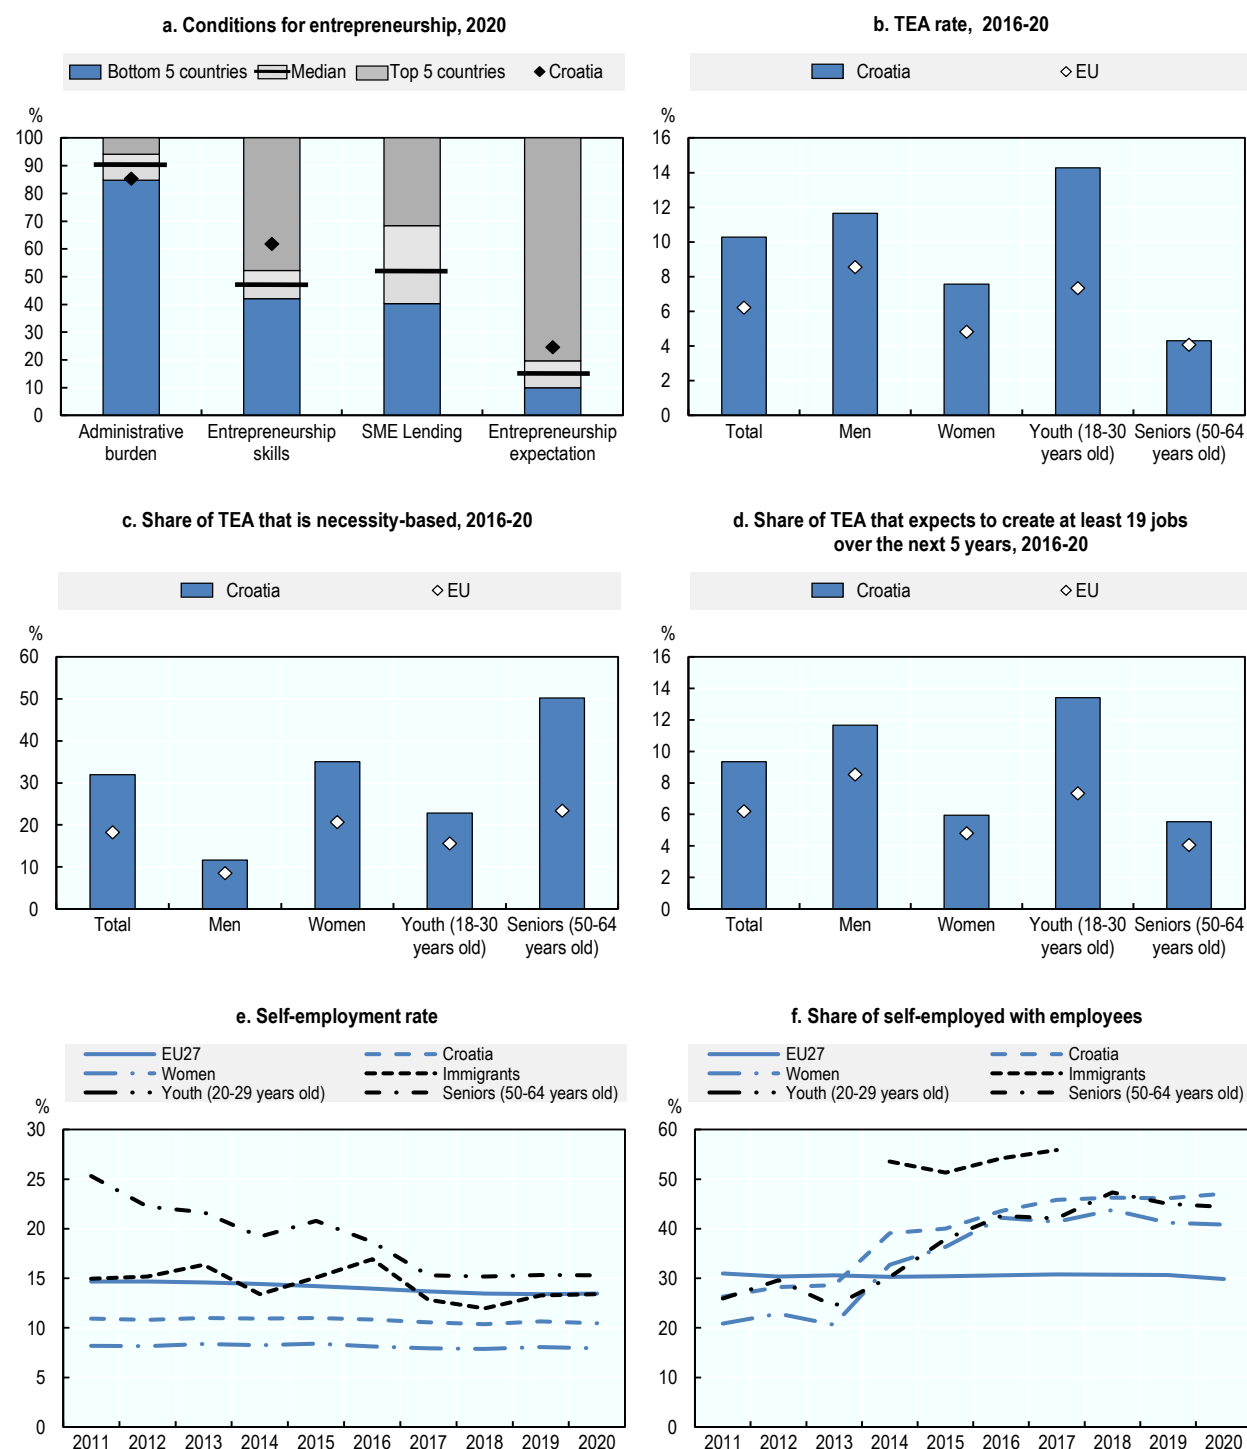 a. Conditions for entrepreneurship, 2020
Bottom 5 countries Median Top 5 countries Croatia
%
100
90
80
70
60
50
40
30
20
10
0
Administrative burden
Entrepreneurship skills
SME Lending
Entrepreneurship expectation
b. TEA rate, 2016-20
Croatia EU
%
16
14
12
10
8
6
4
2
0
Total Men Women Youth (18-30 Seniors (50-64
years old) years old)
c. Share of TEA that is necessity-based, 2016-20
Croatia EU
%
60
50
40
30
20
10
0
Total Men Women Youth (18-30 Seniors (50-64
years old) years old)
d. Share of TEA that expects to create at least 19 jobs
over the next 5 years, 2016-20
Croatia EU
%
16
14
12
10
8
6
4
2
0
Total Men Women Youth (18-30 Seniors (50-64
years old) years old)
e. Self-employment rate
EU27 Croatia
Women Immigrants
Youth (20-29 years old) Seniors (50-64 years old)
%
30
25
20
15
10
5
0
2011 2012 2013 2014 2015 2016 2017 2018 2019 2020
f. Share of self-employed with employees
EU27 Croatia
Women Immigrants
Youth (20-29 years old) Seniors (50-64 years old)
%
60
50
40
30
20
10
0
2011 2012 2013 2014 2015 2016 2017 2018 2019 2020